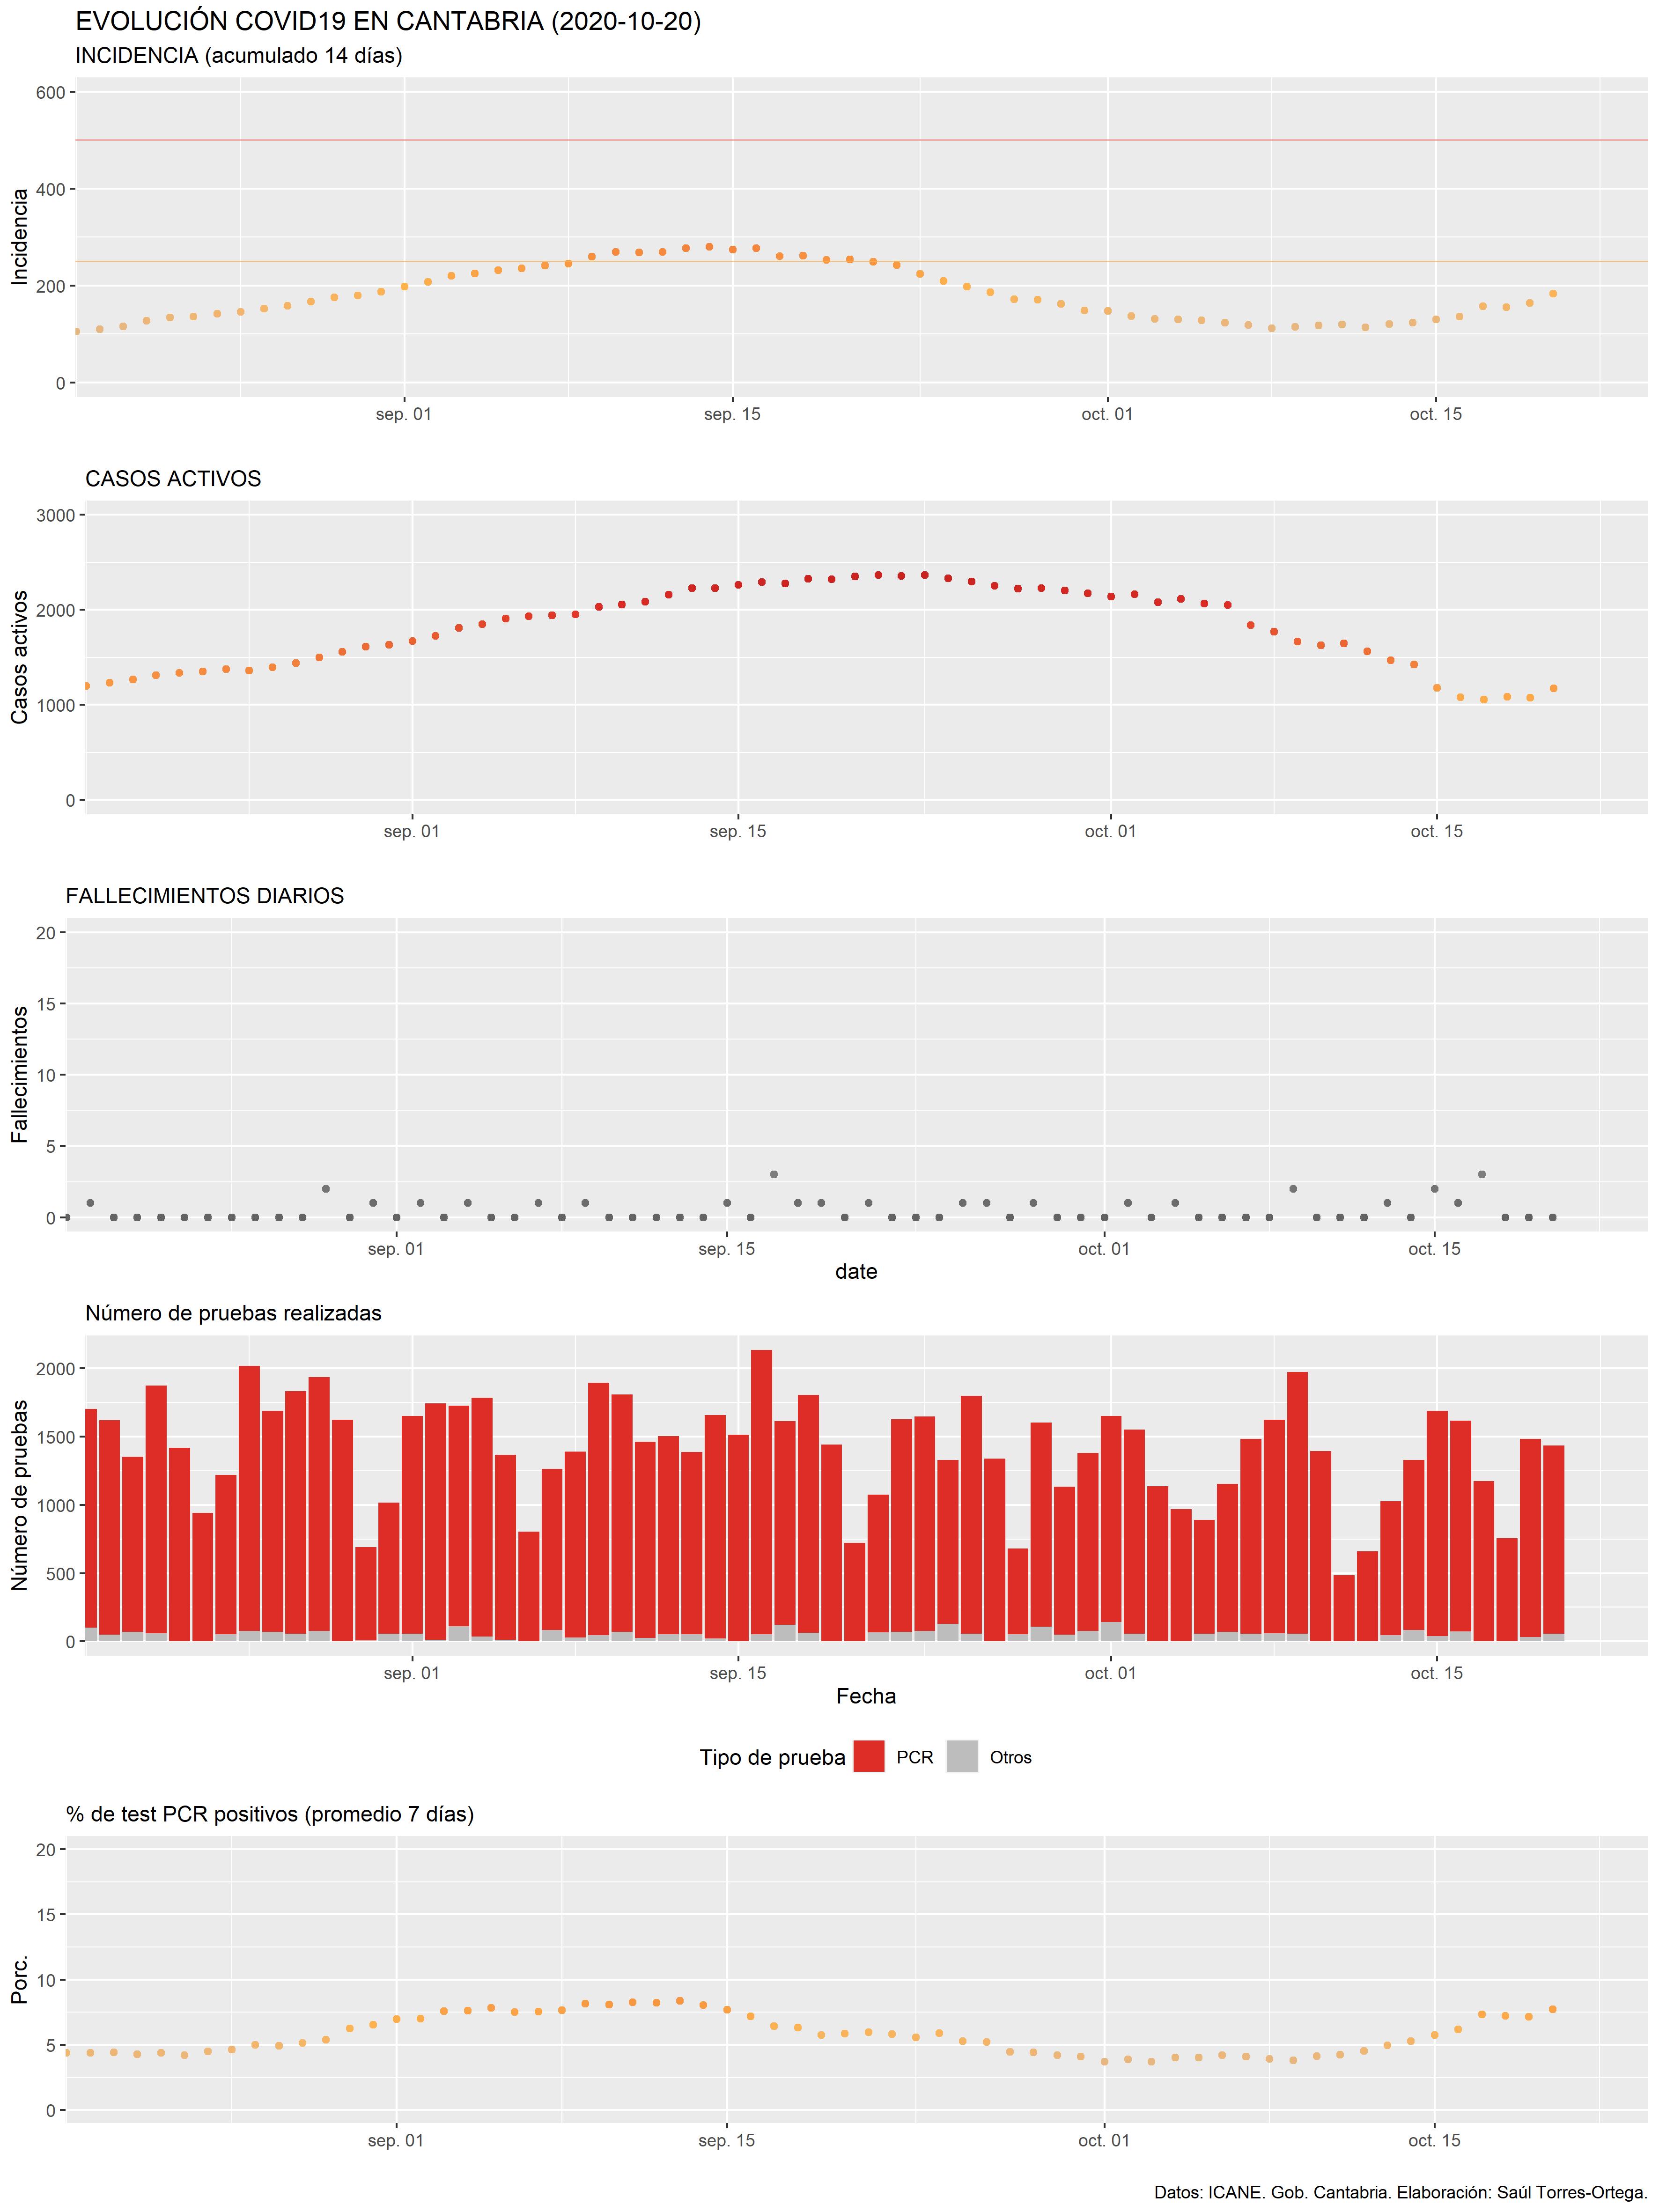 EVOLUCIÓN COVID19 EN CANTABRIA (2020-10-20)
INCIDENCIA (acumulado 14 días)
Incidencia
600
400
200
0
sep. 01 sep. 15 oct. 01 oct. 15
CASOS ACTIVOS
Casos activos
3000
2000
1000
0
sep. 01 sep. 15 oct. 01 oct. 15
FALLECIMIENTOS DIARIOS
Fallecimientos
20
15
10
5
0
sep. 01 sep. 15 oct. 01 oct. 15
date
Número de pruebas realizadas
Número de pruebas
2000
1500
1000
500
0
sep. 01 sep. 15 oct. 01 oct. 15
Fecha
Tipo de prueba PCR Otros
% de test PCR positivos (promedio 7 días)
Porc.
20
15
10
5
0
sep. 01 sep. 15 oct. 01 oct. 15
Datos: ICANE. Gob. Cantabria. Elaboración: Saúl Torres-Ortega.